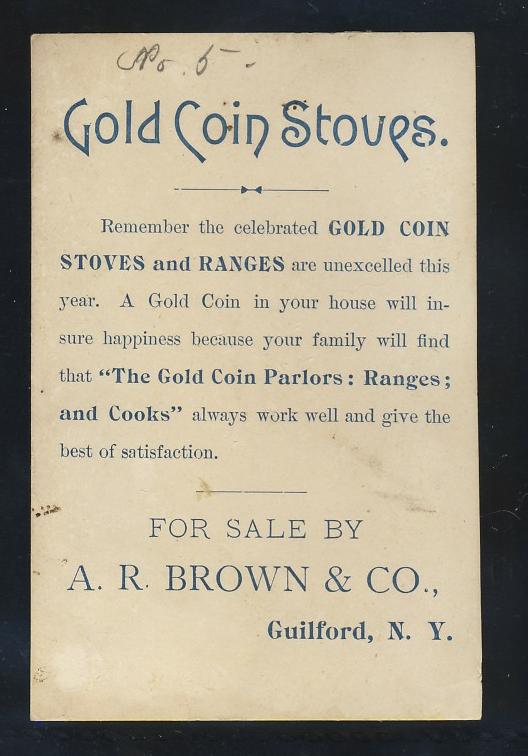 No. 5 -
Gold Coin Stoves.
Remember the celebrated GOLD COIN
STOVES and RANGES are unexcelled this
year. A Gold Coin in your house will in-
sure happiness because your family will find
that “The Gold Coin Parlors: Ranges;
and Cooks” always work well and give the
best of satisfaction.
FOR SALE BY
A. R. BROWN & CO.,
Guilford, N. Y.